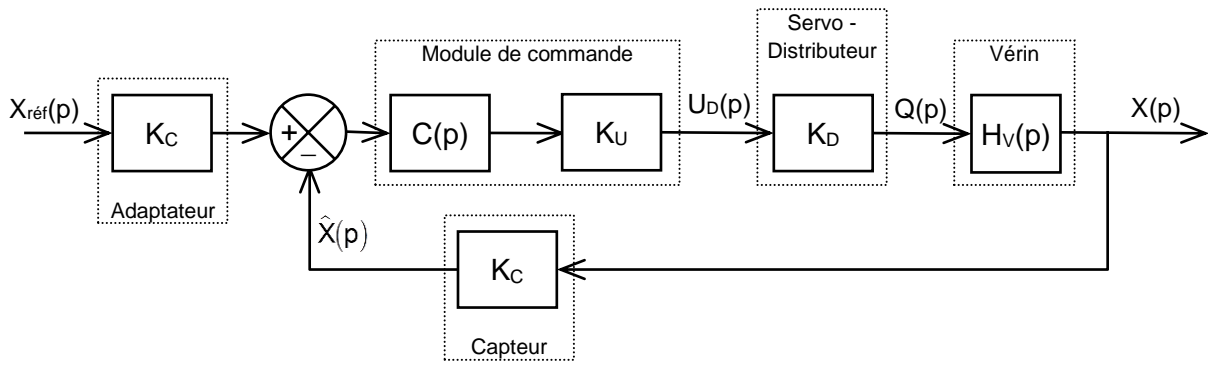 Servo -
Distributeur
Module de commande
Vérin
Xréf(p)
KC
+
−
C(p)
KU
UD(p)
KD
Q(p)
HV(p)
X(p)
Adaptateur
X̂(p)
KC
Capteur